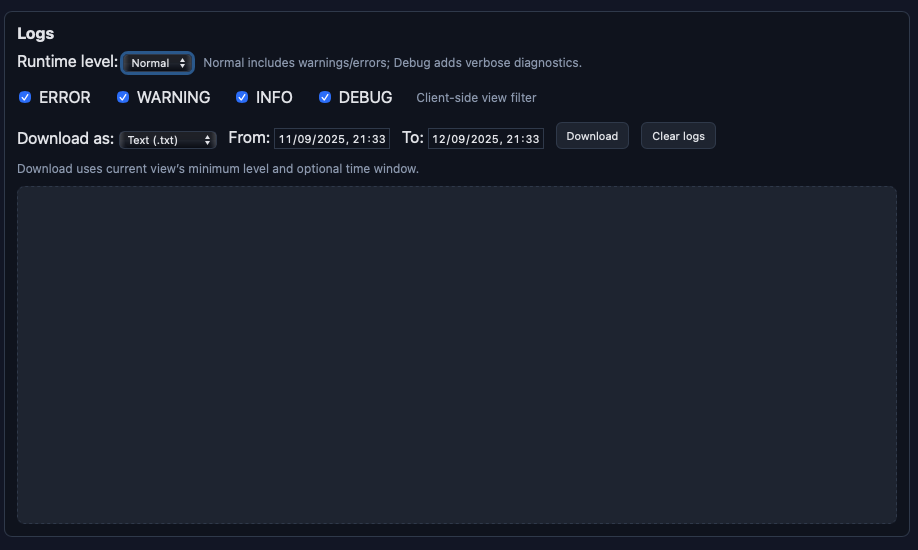 Logs
Runtime level: Normal Normal includes warnings/errors; Debug adds verbose diagnostics.
ERROR WARNING INFO DEBUG Client-side view filter
Download as: Text (.txt) From: 11/09/2025, 21:33 To: 12/09/2025, 21:33 Download Clear logs
Download uses current view’s minimum level and optional time window.